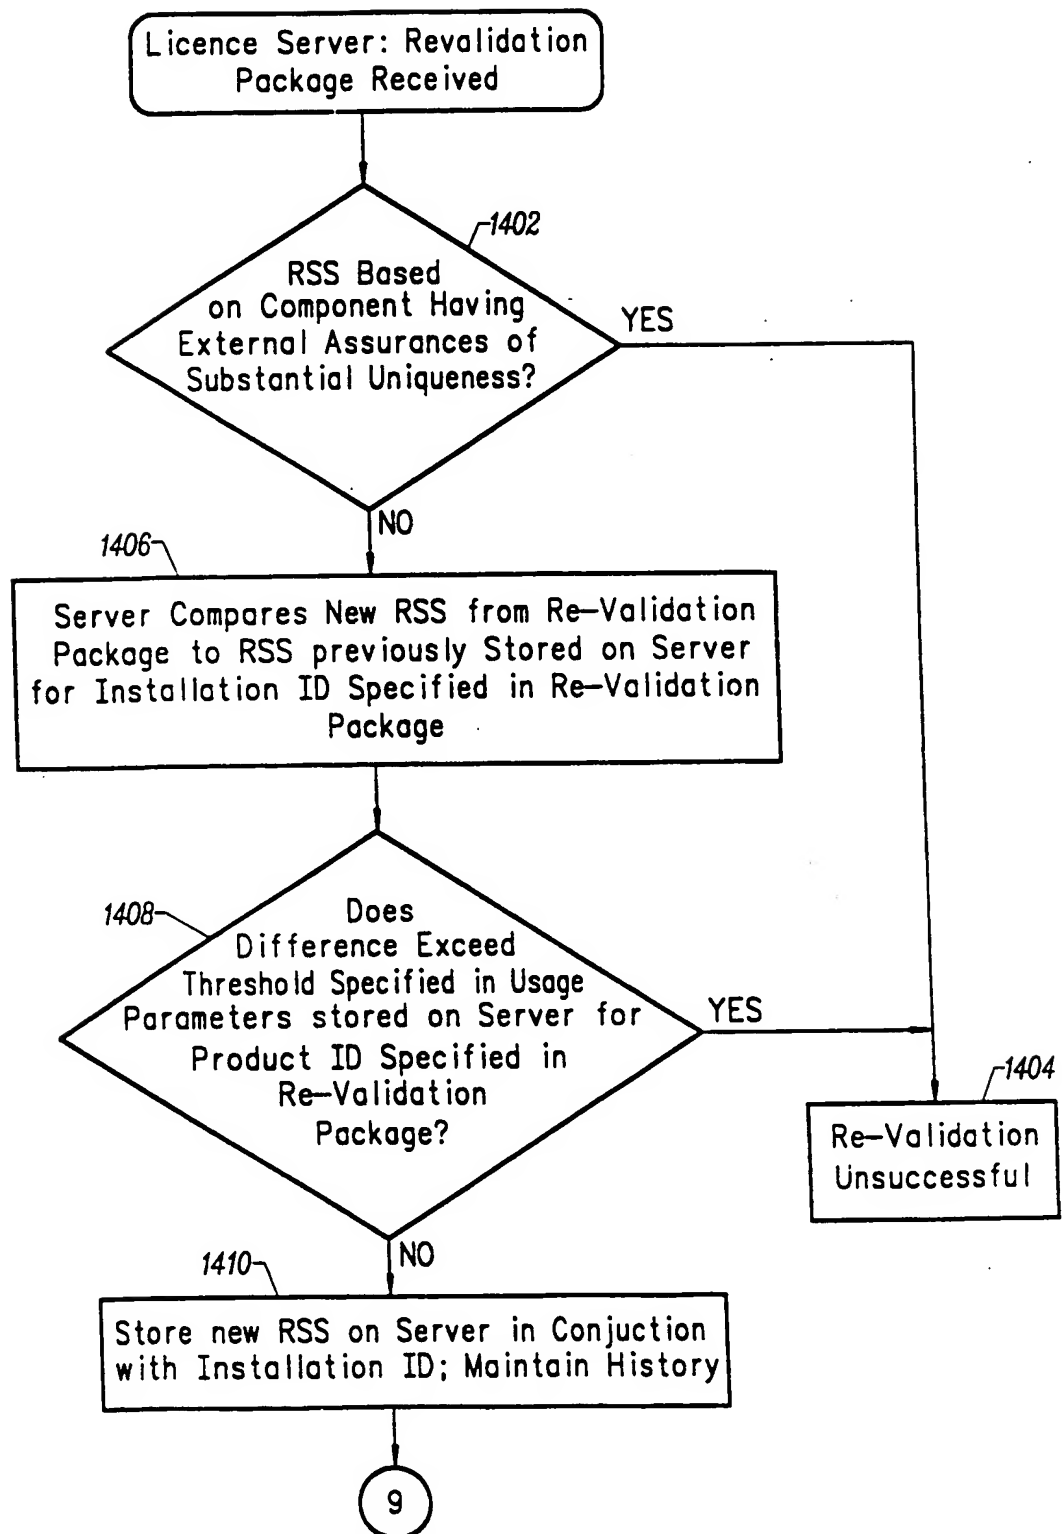 Licence Server: Revalidation
Package Received
1402
RSS Based
on Component Having
External Assurances of
Substantial Uniqueness?
YES
NO
1406
Server Compares New RSS from Re-Validation
Package to RSS previously Stored on Server
for Installation ID Specified in Re-Validation
Package
1408
Does
Difference Exceed
Threshold Specified in Usage
Parameters stored on Server for
Product ID Specified in
Re-Validation
Package?
YES
1404
Re-Validation
Unsuccessful
NO
1410
Store new RSS on Server in Conjuction
with Installation ID; Maintain History
9